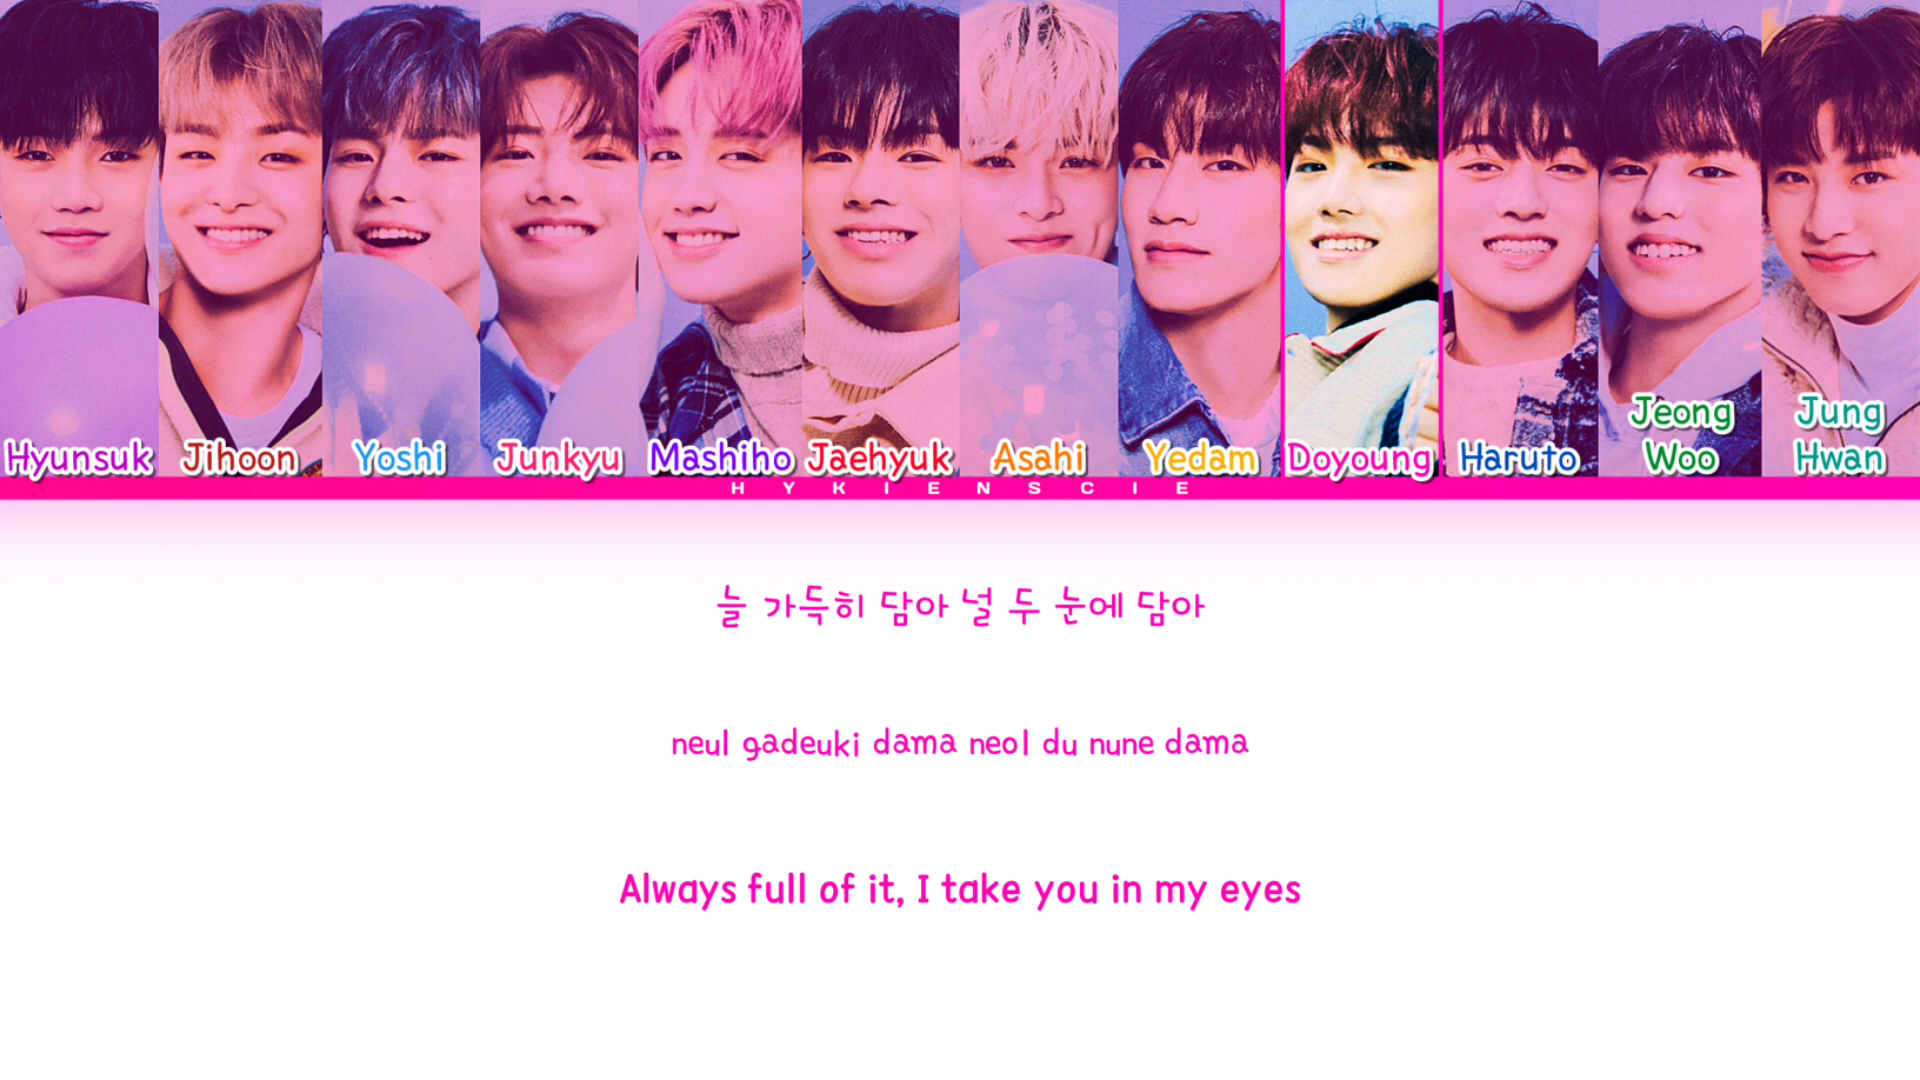 Hyunsuk Jihoon Yoshi Junkyu Mashiho Jaehyuk Asahi Yedam Doyoung Haruto Jeong Woo Jung Hwan
HYKIENSCIE
늘 가득히 담아 널 두 눈에 담아
neul gadeuki dama neol du nune dama
Always full of it, I take you in my eyes